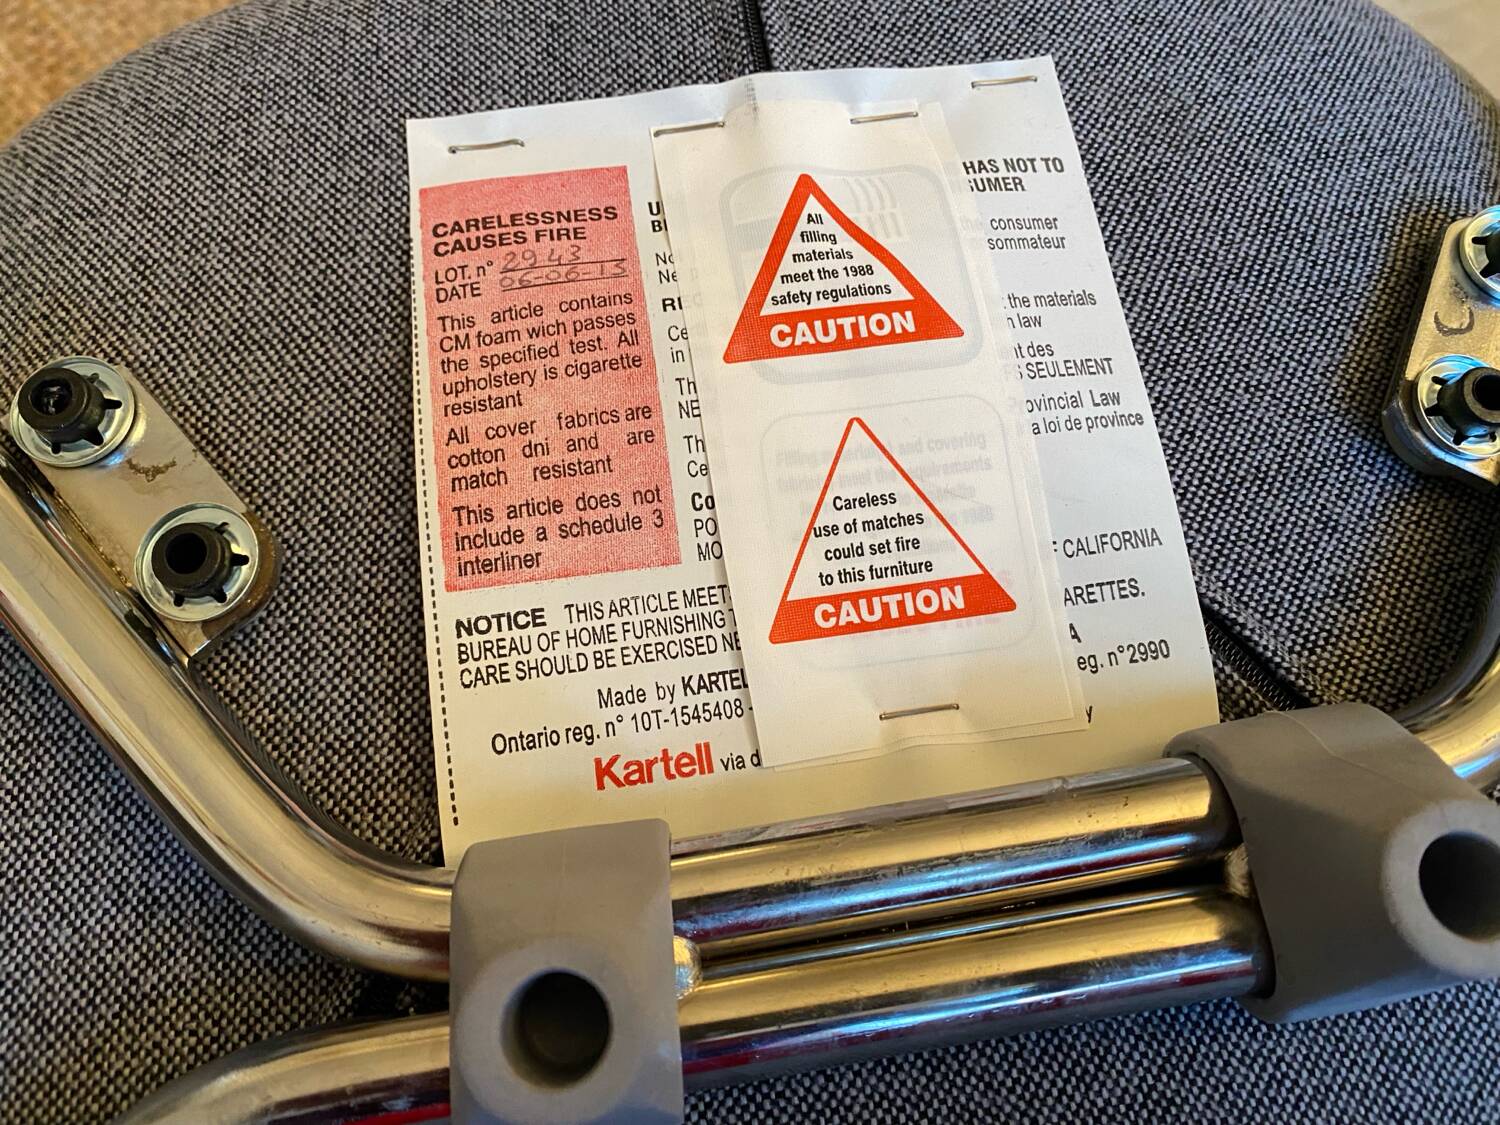 CARELESSNESS
CAUSES FIRE
LOT. n° 2943
DATE 06-06-13
This article contains
CM foam wich passes
the specified test. All
upholstery is cigarette
resistant
All cover fabrics are
cotton dni and are
match resistant
This article does not
include a schedule 3
interliner
HAS NOT TO
consumer
sommateur
the materials
law
des
SEULEMENT
ovincial Law
a loi de province
CALIFORNIA
ARETTES.
A
eg. n°2990
y
All
filling
materials
meet the 1988
safety regulations
CAUTION
Careless
use of matches
could set fire
to this furniture
CAUTION
NOTICE THIS ARTICLE MEET
BUREAU OF HOME FURNISHING
CARE SHOULD BE EXERCISED NE
Made by KARTEL
Ontario reg. n° 10T-1545408 -
Kartell via d